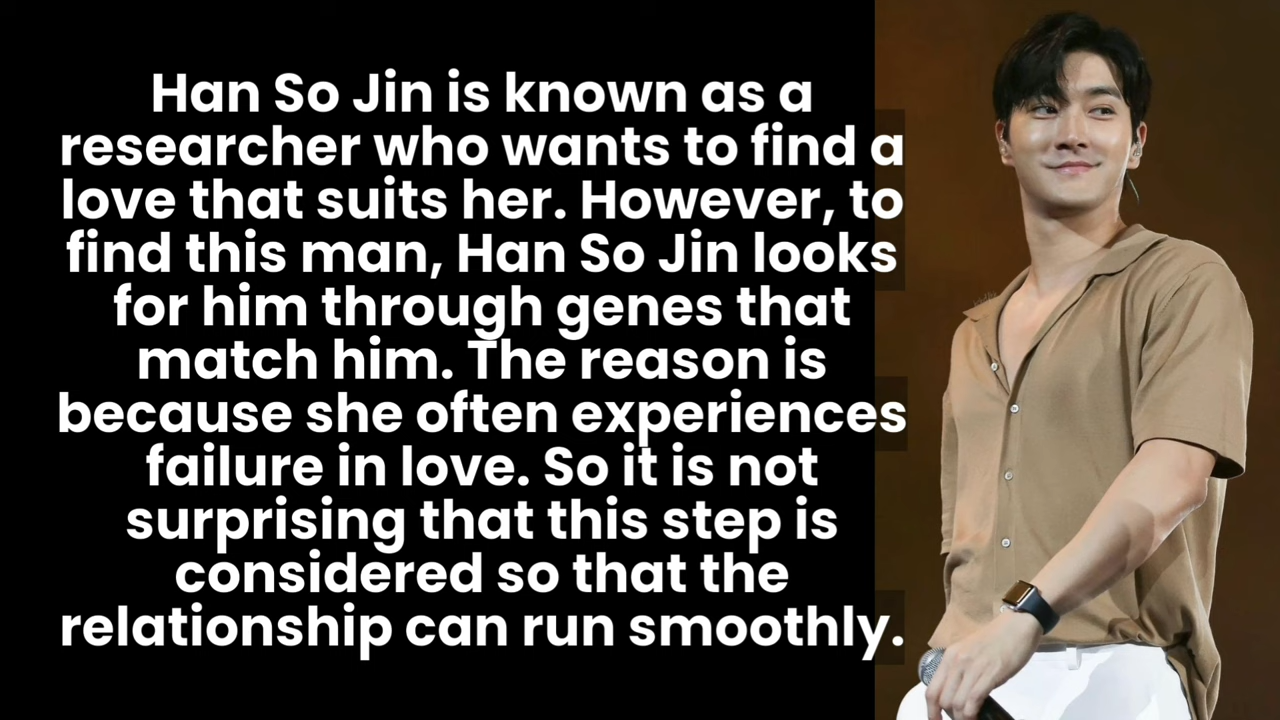 Han So Jin is known as a
researcher who wants to find a
love that suits her. However, to
find this man, Han So Jin looks
for him through genes that
match him. The reason is
because she often experiences
failure in love. So it is not
surprising that this step is
considered so that the
relationship can run smoothly.